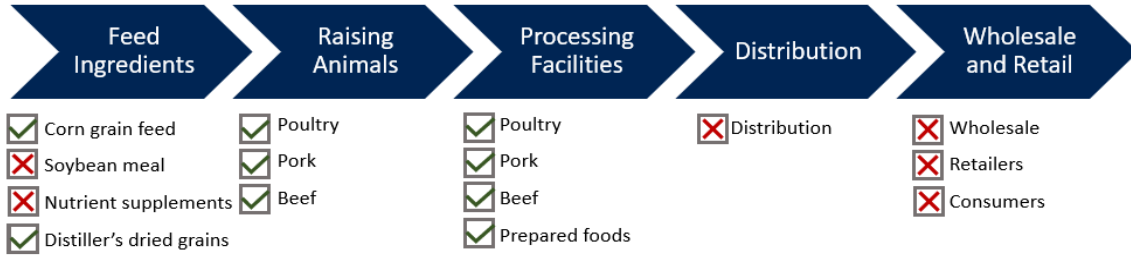 Feed
Ingredients
Raising
Animals
Processing
Facilities
Distribution
Wholesale
and Retail
Corn grain feed
Soybean meal
Nutrient supplements
Distiller's dried grains
Poultry
Pork
Beef
Poultry
Pork
Beef
Prepared foods
Distribution
Wholesale
Retailers
Consumers